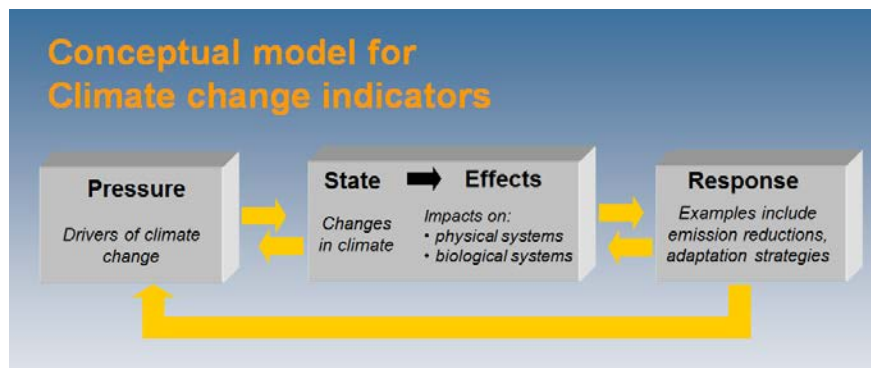 Conceptual model for
Climate change indicators
Pressure
Drivers of climate
change
State
Changes
in climate
Effects
Impacts on:
• physical systems
• biological systems
Response
Examples include
emission reductions,
adaptation strategies